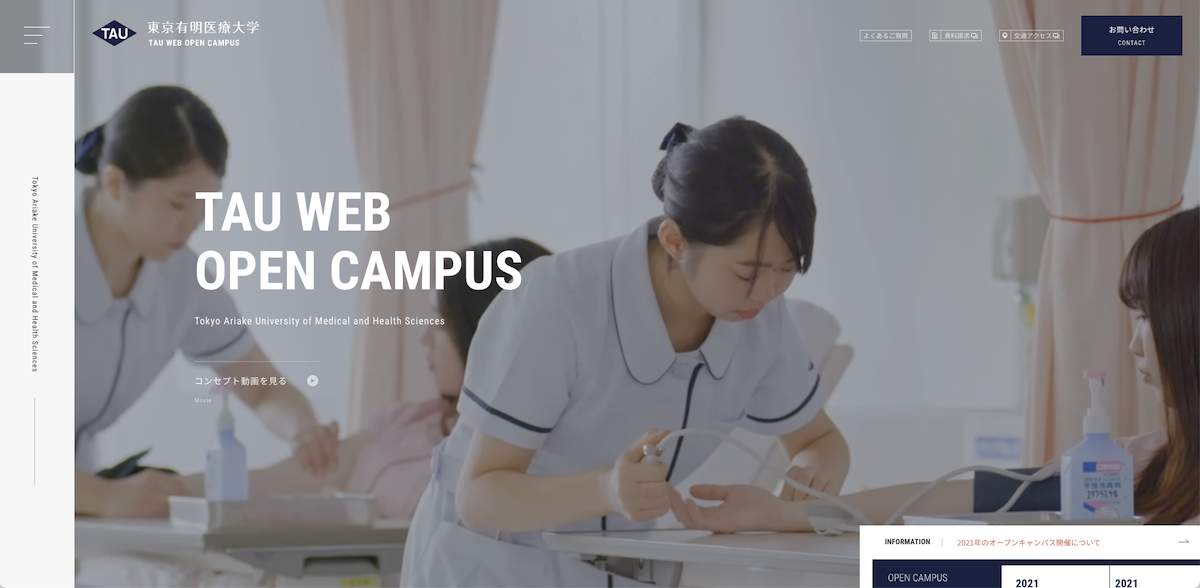 TAU
東京有明医療大学
TAU WEB OPEN CAMPUS
よくあるご質問
資料請求
交通アクセス
お問い合わせ
CONTACT
Tokyo Ariake University of Medical and Health Sciences
TAU WEB
OPEN CAMPUS
Tokyo Ariake University of Medical and Health Sciences
コンセプト動画を見る
Movie
INFORMATION
2021年のオープンキャンパス開催について
OPEN CAMPUS
2021
2021